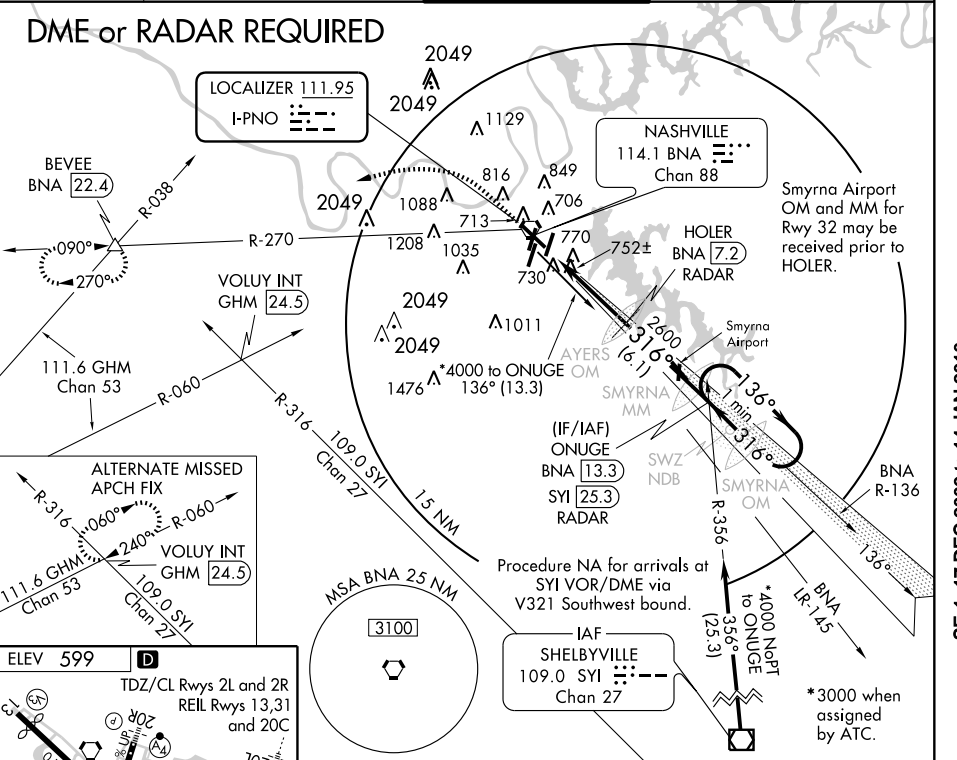 DME or RADAR REQUIRED
LOCALIZER 111.95
I-PNO
2049
2049
1129
NASHVILLE
114.1 BNA
Chan 88
BEVEE
BNA 22.4
R-038
816
849
1088
706
2049
713
Smyrna Airport
OM and MM for
Rwy 32 may be
received prior to
HOLER.
090°
270°
R-270
1208
1035
770
752±
730
HOLER
BNA 7.2
RADAR
VOLUY INT
GHM 24.5
2049
2049
1011
2600
316°
(6.1)
Smyrna
Airport
AYERS
OM
*4000 to ONUGE
136° (13.3)
1476
111.6 GHM
Chan 53
R-060
R-316
109.0 SYI
Chan 27
SMYRNA
MM
136°
1 min
316°
(IF/IAF)
ONUGE
BNA 13.3
SYI 25.3
RADAR
SWZ
NDB
SMYRNA
OM
BNA
R-136
136°
15 NM
R-356
ALTERNATE MISSED
APCH FIX
R-316
060°
R-060
240°
VOLUY INT
GHM 24.5
111.6 GHM
Chan 53
109.0 SYI
Chan 27
MSA BNA 25 NM
3100
Procedure NA for arrivals at
SYI VOR/DME via
V321 Southwest bound.
BNA
LR-145
*4000 NoPT
to ONUGE
356°
(25.3)
IAF
SHELBYVILLE
109.0 SYI
Chan 27
*3000 when
assigned
by ATC.
ELEV 599
D
TDZ/CL Rwys 2L and 2R
REIL Rwys 13,31
and 20C
V3
13
P
20R
% UP
A4